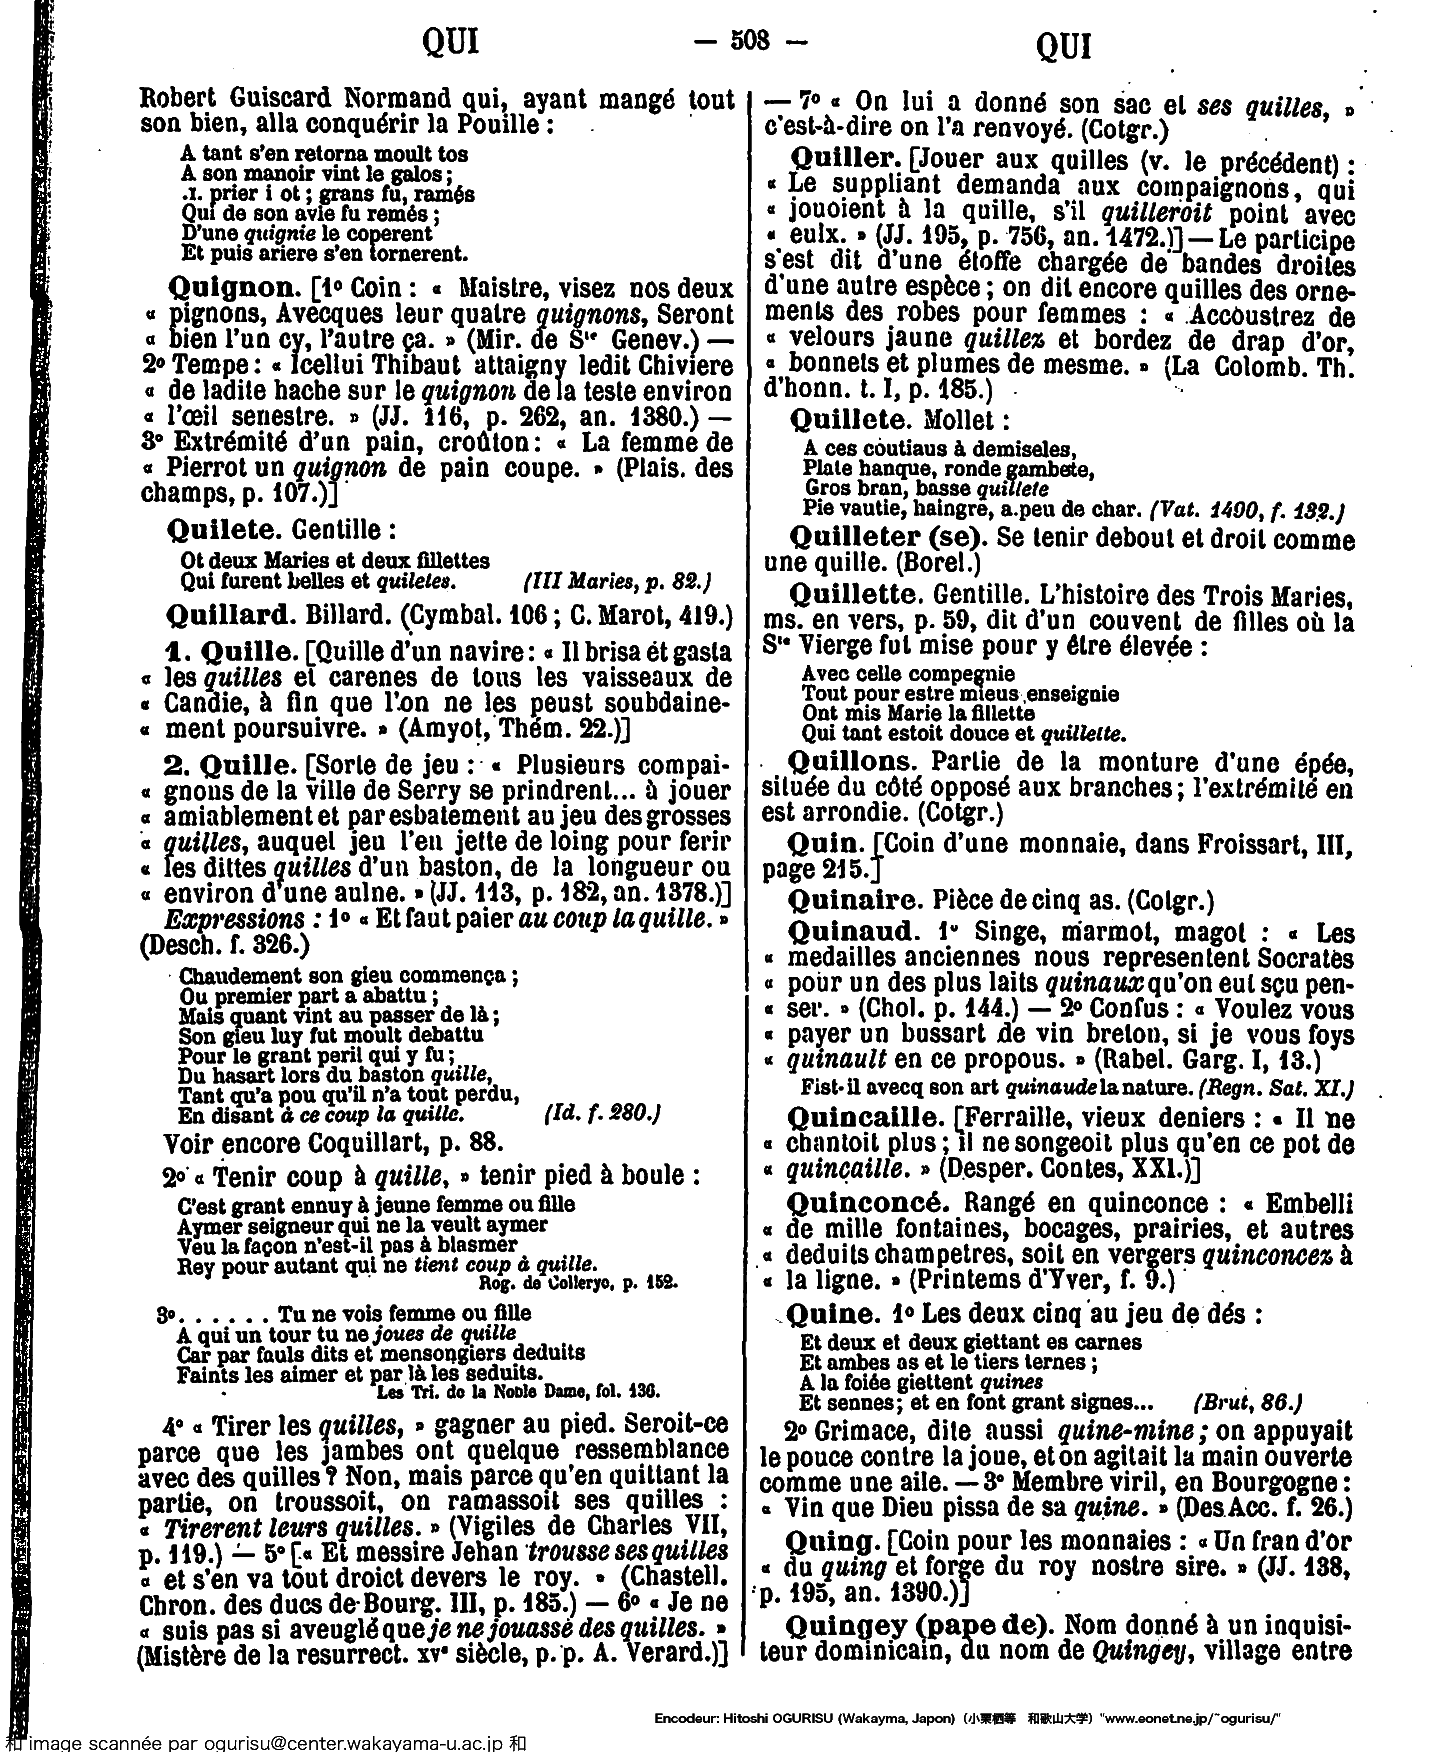 QUI — 508 — QUI
Robert Guiscard Normand qui, ayant mangé tout
son bien, alla conquérir la Pouille :
A tant s'en retorna moult tos
A son manoir vint le galos ;
.I. prier i ot ; grans fu, ramés
Qui de son avie fu remés ;
D'une quignie le coperent
Et puis ariere s'en tornerent.
Quignon. [1º Coin : « Maistre, visez nos deux
« pignons, Avecques leur quatre quignons, Seront
« bien l'un cy, l'autre ça. » (Mir. de Ste Genev.) —
2º Tempe : « Icellui Thibaut attaigny ledit Chiviere
« de ladite hache sur le quignon de la teste environ
« l'œil senestre. » (JJ. 116, p. 262, an. 1380.) —
3º Extrémité d'un pain, croûton : « La femme de
« Pierrot un quignon de pain coupe. » (Plais. des
champs, p. 107.)]
Quilete. Gentille :
Ot deux Maries et deux fillettes
Qui furent belles et quiletes. (III Maries, p. 82.)
Quillard. Billard. (Cymbal. 106 ; C. Marot, 419.)
1. Quille. [Quille d'un navire : « Il brisa et gasta
« les quilles et carenes de tous les vaisseaux de
« Candie, à fin que l'on ne les peust soubdaine-
« ment poursuivre. » (Amyot, Thém. 22.)]
2. Quille. [Sorte de jeu : « Plusieurs compai-
« gnons de la ville de Serry se prindrent... à jouer
« amiablement et par esbatement au jeu des grosses
« quilles, auquel jeu l'en jette de loing pour ferir
« les dittes quilles d'un baston, de la longueur ou
« environ d'une aulne. » (JJ. 113, p. 182, an. 1378.)]
Expressions : 1º « Et faut paier au coup la quille. »
(Desch. f. 326.)
Chaudement son gieu commença ;
Ou premier part a abattu ;
Mais quant vint au passer de là ;
Son gieu luy fut moult debattu
Pour le grant peril qui y fu ;
Du hasart lors du baston quille,
Tant qu'a pou qu'il n'a tout perdu,
En disant à ce coup la quille. (Id. f. 280.)
Voir encore Coquillart, p. 88.
2º « Tenir coup à quille, » tenir pied à boule :
C'est grant ennuy à jeune femme ou fille
Aymer seigneur qui ne la veult aymer
Veu la façon n'est-il pas à blasmer
Rey pour autant qui ne tient coup à quille.
Rog. de Collerye, p. 152.
3º. . . . . . Tu ne vois femme ou fille
A qui un tour tu ne joues de quille
Car par fauls dits et mensongiers deduits
Faints les aimer et par là les seduits.
Les Tri. de la Noble Dame, fol. 136.
4º « Tirer les quilles, » gagner au pied. Seroit-ce
parce que les jambes ont quelque ressemblance
avec des quilles ? Non, mais parce qu'en quittant la
partie, on troussoit, on ramassoit ses quilles :
« Tirerent leurs quilles. » (Vigiles de Charles VII,
p. 119.) — 5º [« Et messire Jehan trousse ses quilles
« et s'en va tout droict devers le roy. » (Chastell.
Chron. des ducs de Bourg. III, p. 185.) — 6º « Je ne
« suis pas si aveuglé que je ne jouasse des quilles. »
(Mistère de la resurrect. XVe siècle, p. p. A. Verard.)]
— 7º « On lui a donné son sac et ses quilles, »
c'est-à-dire on l'a renvoyé. (Cotgr.)
Quiller. [Jouer aux quilles (v. le précédent) :
« Le suppliant demanda aux compaignons, qui
« jouoient à la quille, s'il quilleroit point avec
« eulx. » (JJ. 195, p. 756, an. 1472.)] — Le participe
s'est dit d'une étoffe chargée de bandes droites
d'une autre espèce ; on dit encore quilles des orne-
ments des robes pour femmes : « Accoustrez de
« velours jaune quillez et bordez de drap d'or,
« bonnets et plumes de mesme. » (La Colomb. Th.
d'honn. t. I, p. 185.)
Quillete. Mollet :
A ces coutiaus à demiseles,
Plate hanque, ronde gambete,
Gros bran, basse quillete
Pie vautie, haingre, a peu de char. (Vat. 1490, f. 132.)
Quilleter (se). Se tenir debout et droit comme
une quille. (Borel.)
Quillette. Gentille. L'histoire des Trois Maries,
ms. en vers, p. 59, dit d'un couvent de filles où la
Ste Vierge fut mise pour y être élevée :
Avec celle compegnie
Tout pour estre mieus enseignie
Ont mis Marie la fillette
Qui tant estoit douce et quillette.
Quillons. Partie de la monture d'une épée,
située du côté opposé aux branches ; l'extrémité en
est arrondie. (Cotgr.)
Quin. [Coin d'une monnaie, dans Froissart, III,
page 215.]
Quinaire. Pièce de cinq as. (Cotgr.)
Quinaud. 1º Singe, marmot, magot : « Les
« medailles anciennes nous representent Socrates
« pour un des plus laits quinaux qu'on eut sçu pen-
« ser. » (Chol. p. 144.) — 2º Confus : « Voulez vous
« payer un bussart de vin breton, si je vous foys
« quinault en ce propous. » (Rabel. Garg. I, 13.)
Fist-il avecq son art quinaude la nature. (Regn. Sat. XI.)
Quincaille. [Ferraille, vieux deniers : « Il ne
« chantoit plus ; il ne songeoit plus qu'en ce pot de
« quincaille. » (Desper. Contes, XXI.)]
Quinconcé. Rangé en quinconce : « Embelli
« de mille fontaines, bocages, prairies, et autres
« deduits champetres, soit en vergers quinconcez à
« la ligne. » (Printems d'Yver, f. 9.)
Quine. 1º Les deux cinq au jeu de dés :
Et deux et deux giettant es carnes
Et ambes as et le tiers ternes ;
A la foiée giettent quines
Et sennes ; et en font grant signes... (Brut, 86.)
2º Grimace, dite aussi quine-mine ; on appuyait
le pouce contre la joue, et on agitait la main ouverte
comme une aile. — 3º Membre viril, en Bourgogne :
« Vin que Dieu pissa de sa quine. » (Des Acc. f. 26.)
Quing. [Coin pour les monnaies : « Un fran d'or
« du quing et forge du roy nostre sire. » (JJ. 138,
p. 195, an. 1390.)]
Quingey (pape de). Nom donné à un inquisi-
teur dominicain, du nom de Quingey, village entre
Encodeur: Hitoshi OGURISU (Wakayma, Japon) (小栗栖等 和歌山大学) "www.eonet.ne.jp/~ogurisu/"
和 image scannée par ogurisu@center.wakayama-u.ac.jp 和